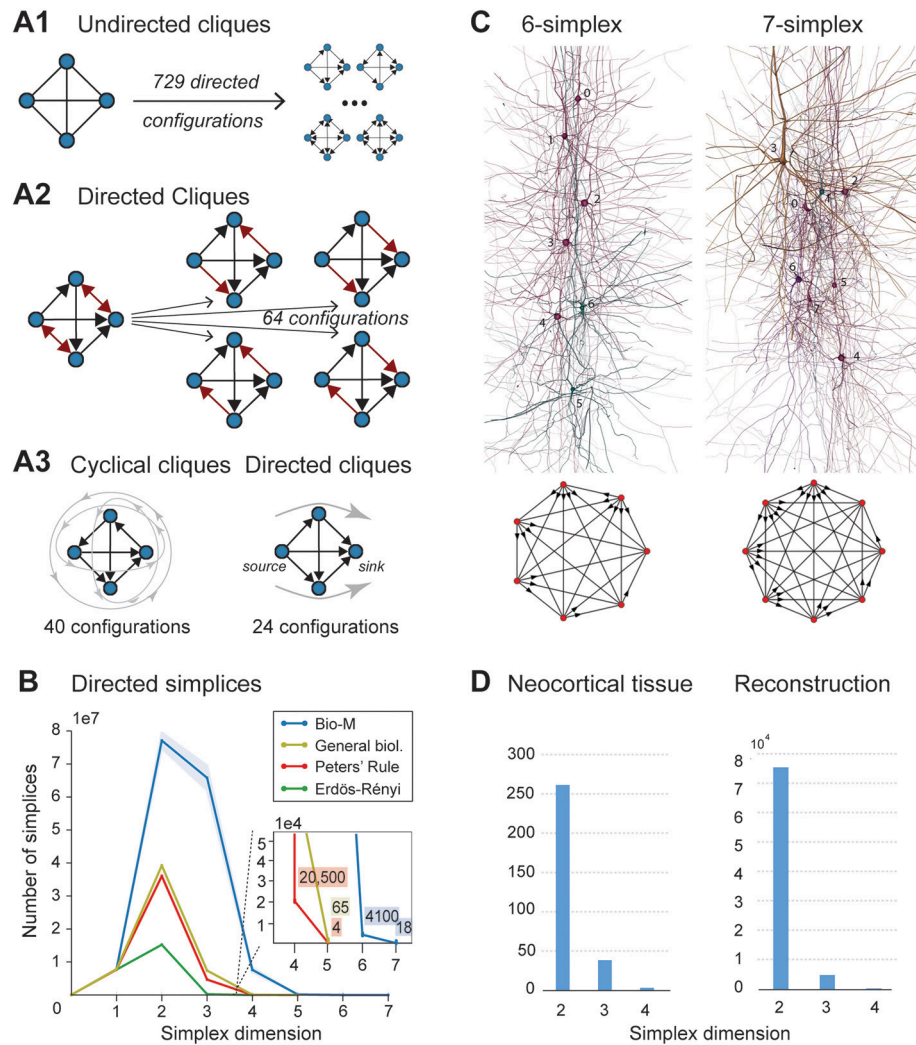 A1 Undirected cliques
729 directed
configurations
A2 Directed Cliques
64 configurations
A3 Cyclical cliques Directed cliques
source sink
40 configurations 24 configurations
B Directed simplices
1e7
8
7
6
5
4
3
2
1
0
1 2 3 4 5 6 7
Number of simplices
Simplex dimension
Bio-M
General biol.
Peters' Rule
Erdös-Rényi
1e4
5
4
3
2
1
20,500
65
4
4100
18
4 5 6 7
C 6-simplex 7-simplex
0
1
2
3
4
6
5
3
2
1
0
6
5
7
4
D Neocortical tissue Reconstruction
300
250
200
150
100
50
0
2 3 4
10⁴
8
7
6
5
4
3
2
1
0
2 3 4
Simplex dimension